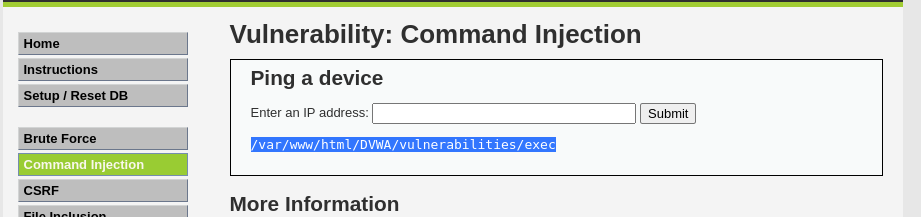 Vulnerability: Command Injection
Home
Instructions
Setup / Reset DB
Brute Force
Command Injection
CSRF
File Inclusion
Ping a device
Enter an IP address:
Submit
/var/www/html/DVWA/vulnerabilities/exec
More Information